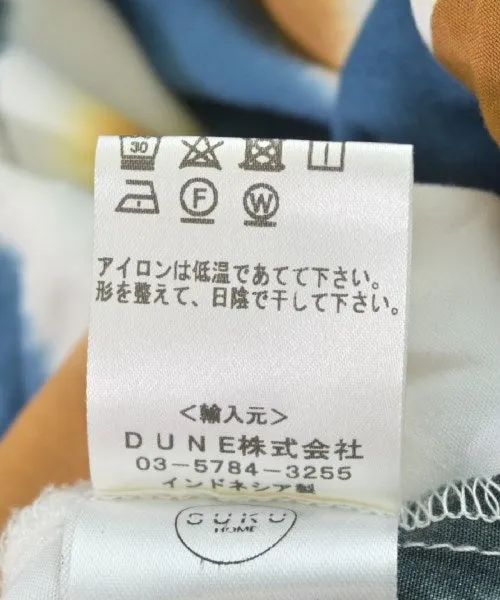 30
F W
アイロンは低温であてて下さい。
形を整えて、日陰で干して下さい。
＜輸入元＞
DUNE株式会社
03-5784-3255
インドネシア製
SUKU
HOME